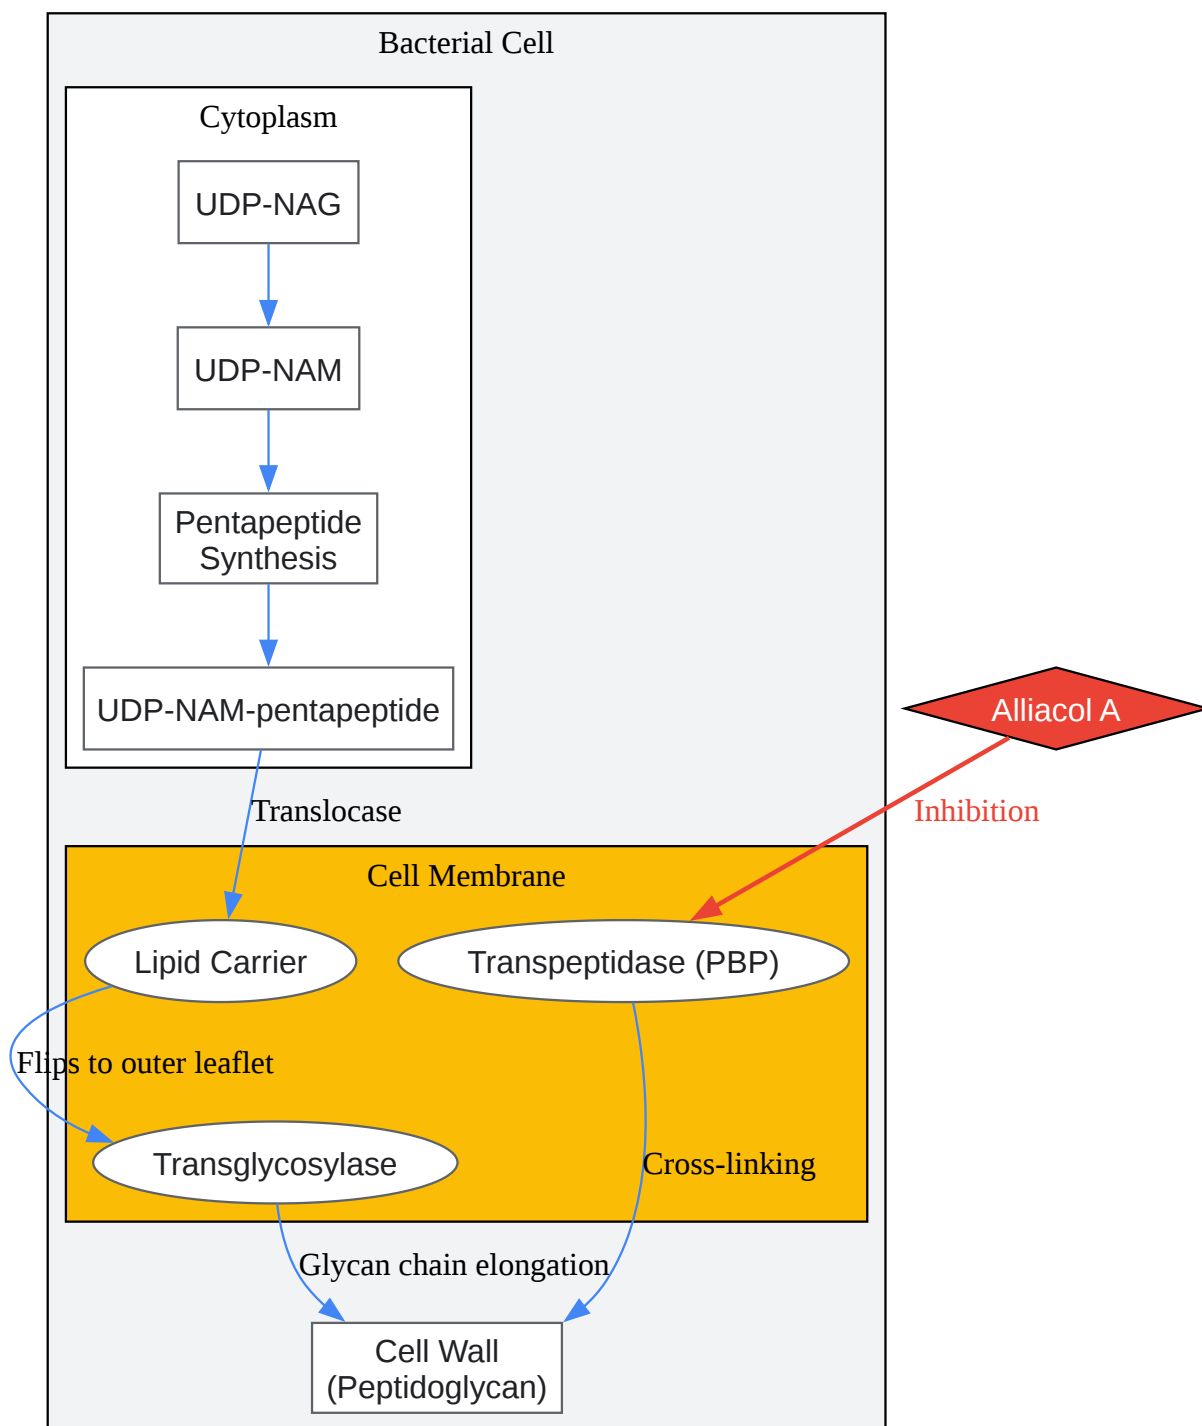 Bacterial Cell
Cytoplasm
UDP-NAG
UDP-NAM
Pentapeptide
Synthesis
UDP-NAM-pentapeptide
Alliacol A
Translocase
Inhibition
Cell Membrane
Lipid Carrier
Transpeptidase (PBP)
Flips to outer leaflet
Transglycosylase
Cross-linking
Glycan chain elongation
Cell Wall
(Peptidoglycan)